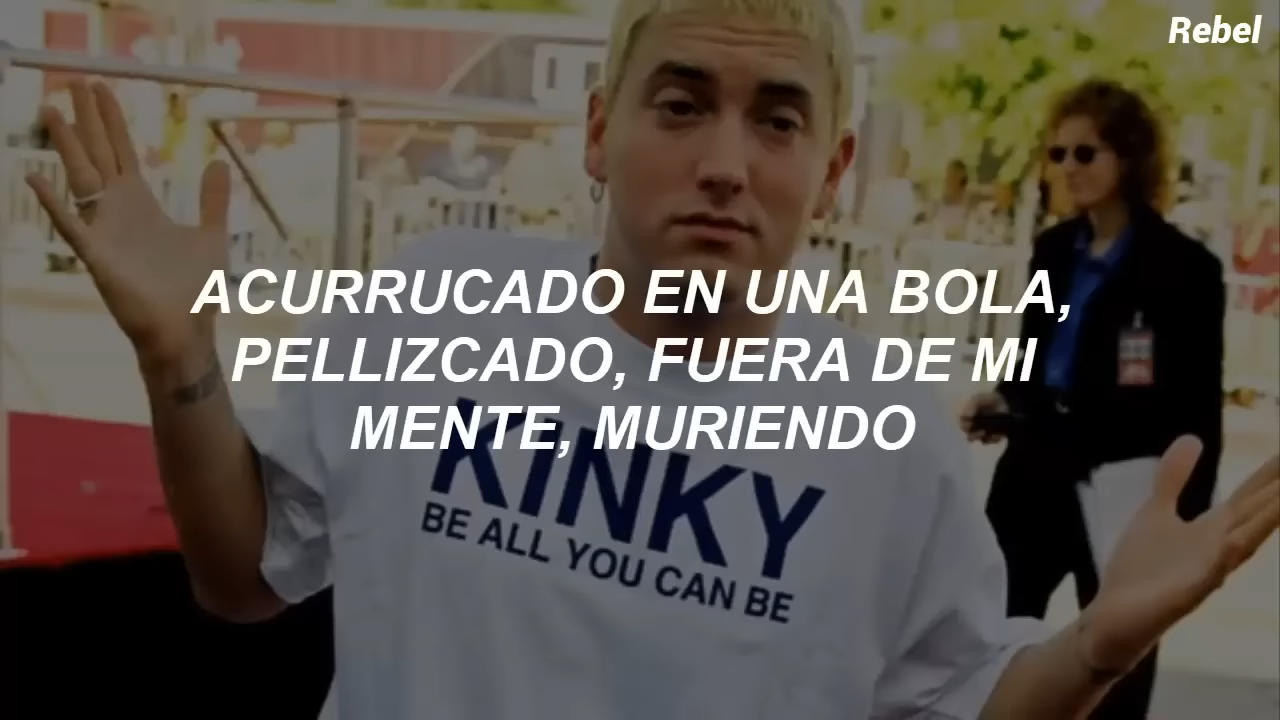 Rebel
ACURRUCADO EN UNA BOLA,
PELLIZCADO, FUERA DE MI
MENTE, MURIENDO
KINKY
BE ALL YOU CAN BE